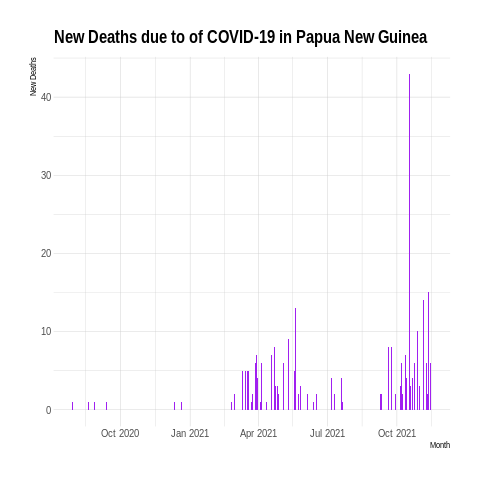 New Deaths due to of COVID-19 in Papua New Guinea
New Deaths
40
30
20
10
0
Oct 2020 Jan 2021 Apr 2021 Jul 2021 Oct 2021
Month